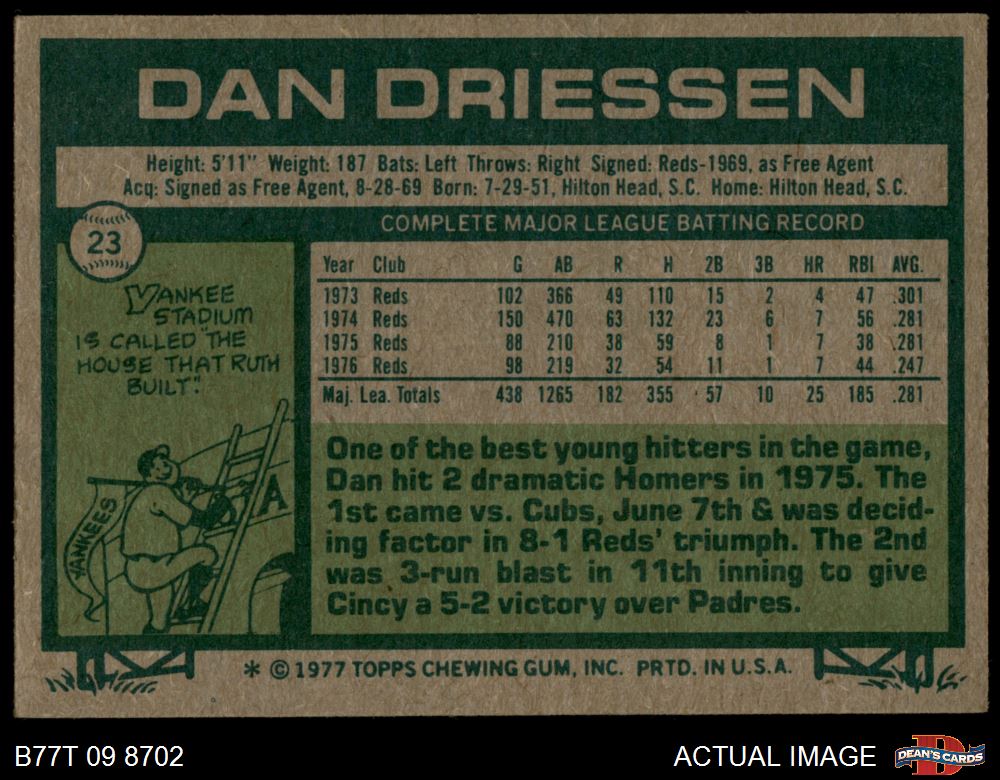 DAN DRIESSEN
Height: 5'11" Weight: 187 Bats: Left Throws: Right Signed: Reds-1969, as Free Agent
Acq: Signed as Free Agent, 8-28-69 Born: 7-29-51, Hilton Head, S.C. Home: Hilton Head, S.C.
23
YANKEE
STADIUM
IS CALLED "THE
HOUSE THAT RUTH
BUILT."
YANKEES
A
COMPLETE MAJOR LEAGUE BATTING RECORD
Year Club G AB R H 2B 3B HR RBI AVG.
1973 Reds 102 366 49 110 15 2 4 47 .301
1974 Reds 150 470 63 132 23 6 7 56 .281
1975 Reds 88 210 38 59 8 1 7 38 .281
1976 Reds 98 219 32 54 11 1 7 44 .247
Maj. Lea. Totals 438 1265 182 355 57 10 25 185 .281
One of the best young hitters in the game,
Dan hit 2 dramatic Homers in 1975. The
1st came vs. Cubs, June 7th & was decid-
ing factor in 8-1 Reds' triumph. The 2nd
was 3-run blast in 11th inning to give
Cincy a 5-2 victory over Padres.
* © 1977 TOPPS CHEWING GUM, INC. PRTD. IN U.S.A.
B77T 09 8702
ACTUAL IMAGE
D
DEAN'S CARDS